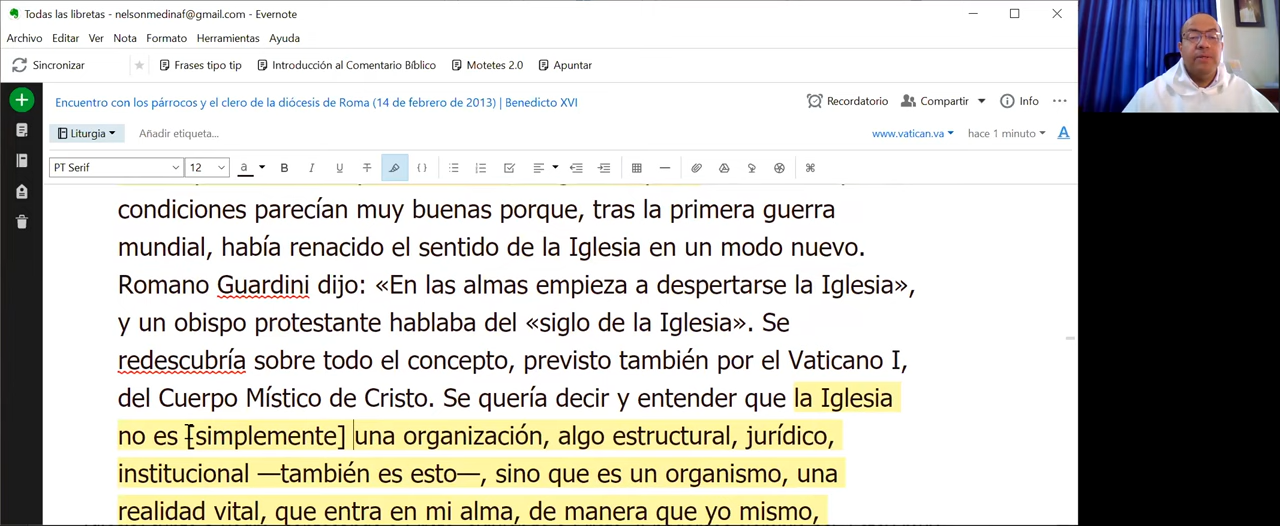 Todas las libretas - nelsonmedinaf@gmail.com - Evernote
Archivo Editar Ver Nota Formato Herramientas Ayuda
Sincronizar Frases tipo tip Introducción al Comentario Bíblico Motetes 2.0 Apuntar
Encuentro con los párrocos y el clero de la diócesis de Roma (14 de febrero de 2013) | Benedicto XVI Recordatorio Compartir Info
Liturgia Añadir etiqueta... www.vatican.va hace 1 minuto A
PT Serif 12 a B I T { }
condiciones parecían muy buenas porque, tras la primera guerra
mundial, había renacido el sentido de la Iglesia en un modo nuevo.
Romano Guardini dijo: «En las almas empieza a despertarse la Iglesia»,
y un obispo protestante hablaba del «siglo de la Iglesia». Se
redescubría sobre todo el concepto, previsto también por el Vaticano I,
del Cuerpo Místico de Cristo. Se quería decir y entender que la Iglesia
no es [simplemente] una organización, algo estructural, jurídico,
institucional —también es esto—, sino que es un organismo, una
realidad vital, que entra en mi alma, de manera que yo mismo,